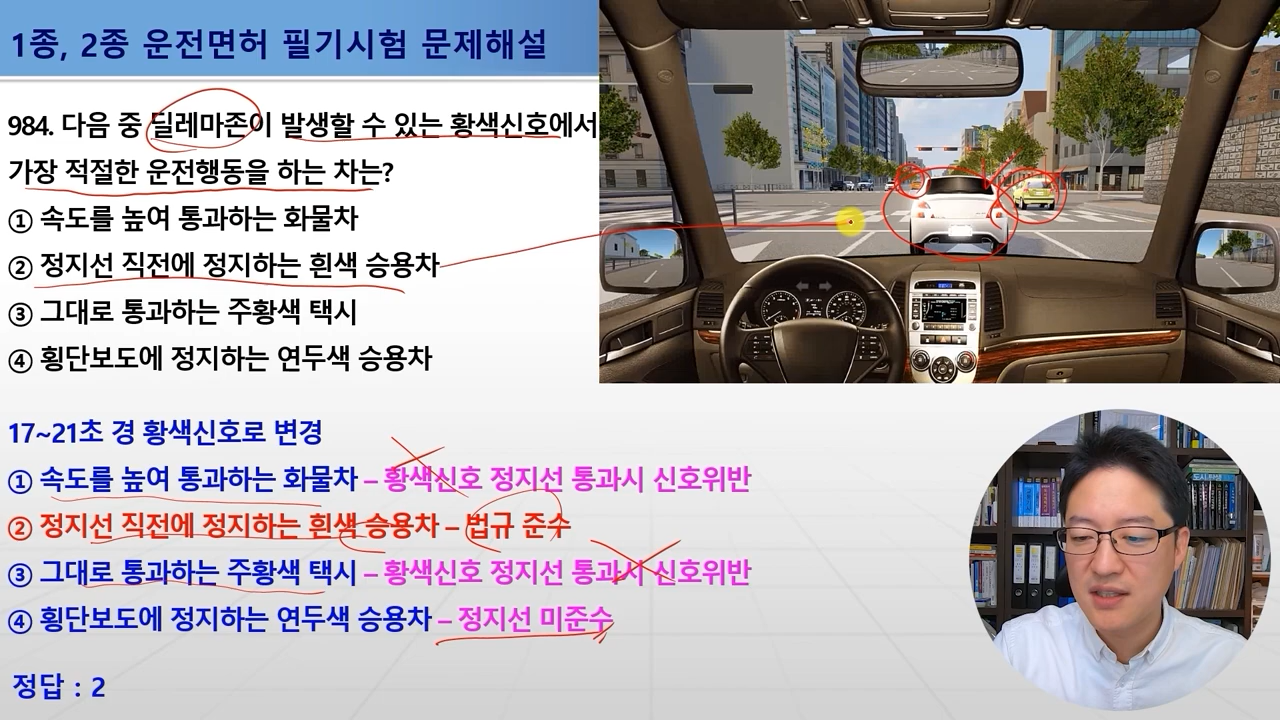 1종, 2종 운전면허 필기시험 문제해설
984. 다음 중 딜레마존이 발생할 수 있는 황색신호에서
가장 적절한 운전행동을 하는 차는?
① 속도를 높여 통과하는 화물차
② 정지선 직전에 정지하는 흰색 승용차
③ 그대로 통과하는 주황색 택시
④ 횡단보도에 정지하는 연두색 승용차
17~21초 경 황색신호로 변경
① 속도를 높여 통과하는 화물차 – 황색신호 정지선 통과시 신호위반
② 정지선 직전에 정지하는 흰색 승용차 – 법규 준수
③ 그대로 통과하는 주황색 택시 – 황색신호 정지선 통과시 신호위반
④ 횡단보도에 정지하는 연두색 승용차 – 정지선 미준수
정답 : 2